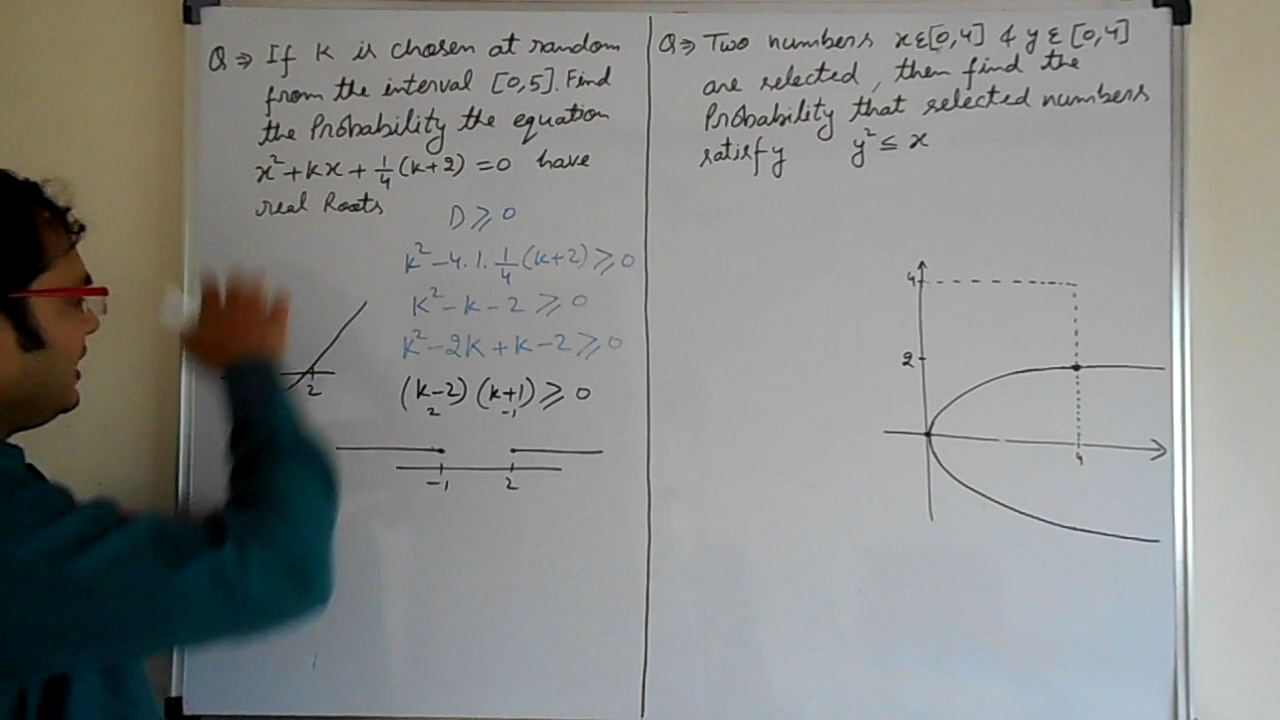 Q ⇒ If K is chosen at random
from the interval [0,5]. Find
the Probability the equation
x²+kx+1/4(k+2)=0 have
real Roots
D ≥ 0
k²-4.1.1/4(k+2) ≥ 0
k²-k-2 ≥ 0
k²-2k+k-2 ≥ 0
(k-2)(k+1) ≥ 0
2 -1
2
-1 2
Q ⇒ Two numbers x ε [0,4] & y ε [0,4]
are selected, then find the
Probability that selected numbers
satisfy y² ≤ x
4
2
4